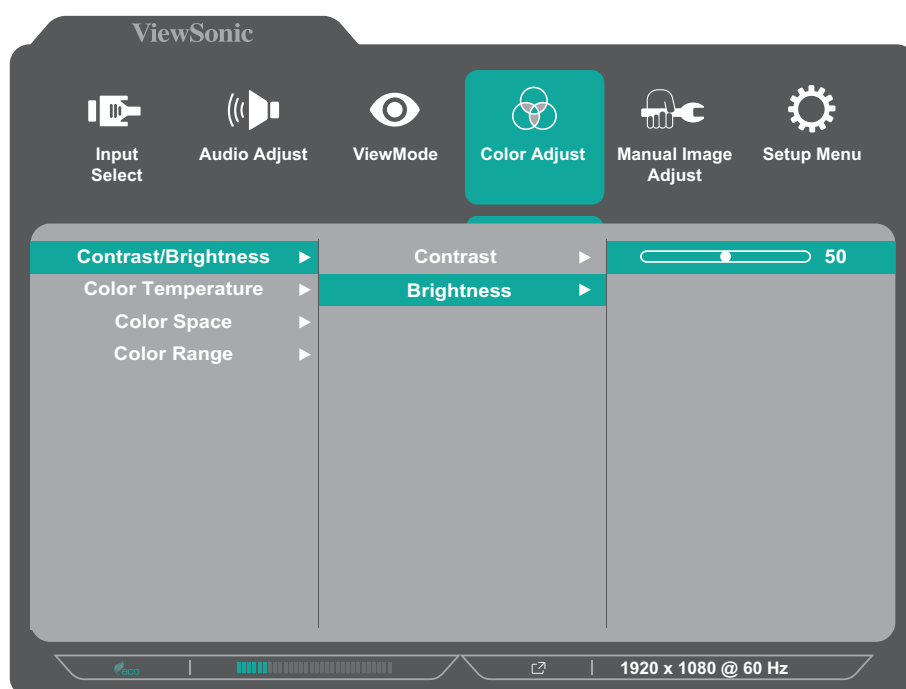 ViewSonic
Input Select
Audio Adjust
ViewMode
Color Adjust
Manual Image Adjust
Setup Menu
Contrast/Brightness
Contrast
50
Color Temperature
Brightness
Color Space
Color Range
eco
1920 x 1080 @ 60 Hz